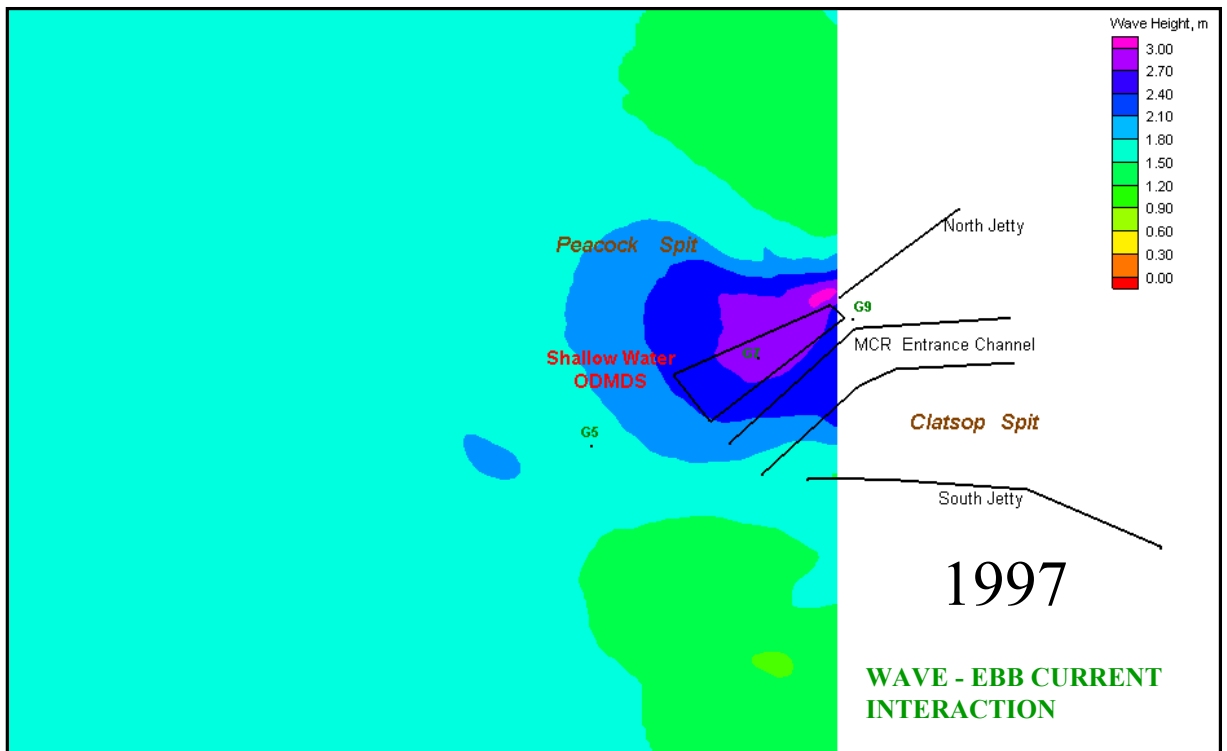 Wave Height, m
3.00
2.70
2.40
2.10
1.80
1.50
1.20
0.90
0.60
0.30
0.00
North Jetty
Peacock Spit
G9
MCR Entrance Channel
Shallow Water
ODMDS
G7
Clatsop Spit
G5
South Jetty
1997
WAVE - EBB CURRENT
INTERACTION